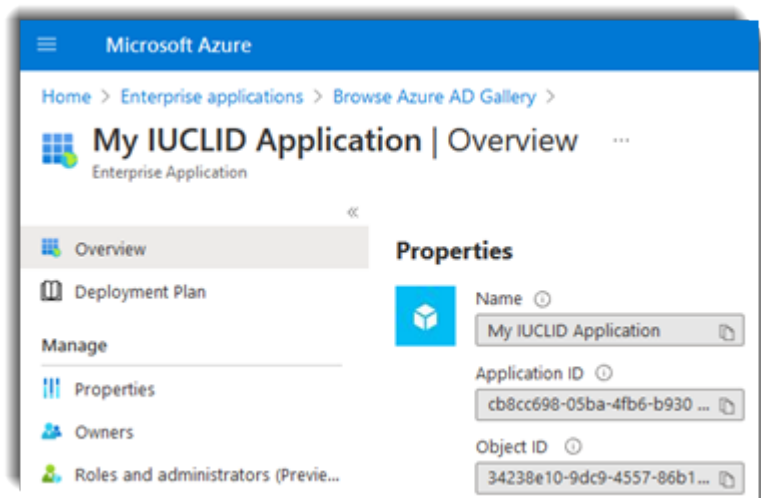 Microsoft Azure
Home > Enterprise applications > Browse Azure AD Gallery >
My IUCLID Application | Overview ...
Enterprise Application
«
Overview
Deployment Plan
Manage
Properties
Owners
Roles and administrators (Previe...
Properties
Name
My IUCLID Application
Application ID
cb8cc698-05ba-4fb6-b930 ...
Object ID
34238e10-9dc9-4557-86b1...